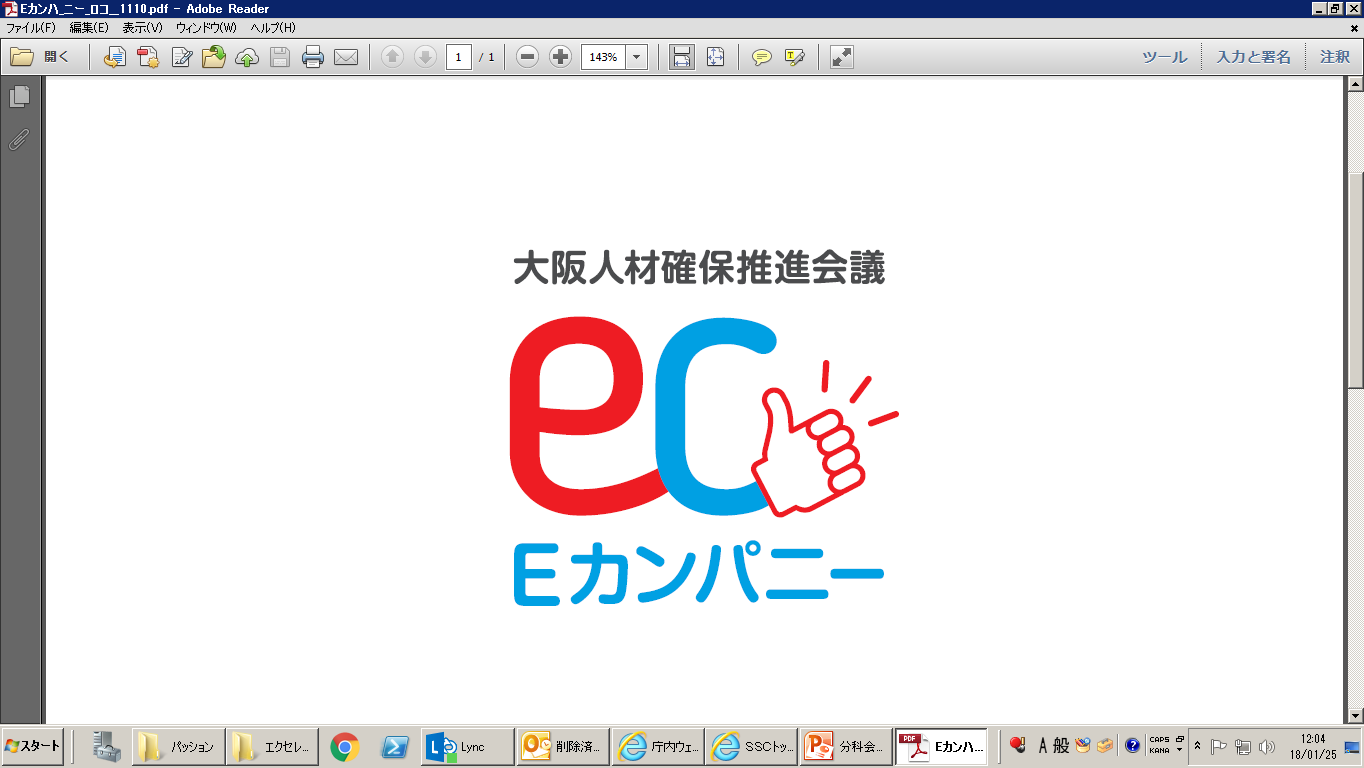 Eカンパ_ニー_ロコ__1110.pdf - Adobe Reader
ファイル(F) 編集(E) 表示(V) ウィンドウ(W) ヘルプ(H)
開く 1 / 1 143% ツール 入力と署名 注釈
大阪人材確保推進会議
ec
Eカンパニー
スタート パッション エクセレ... Lync 削除済... 庁内ウェ... SSCトッ... 分科会... Eカンパ... A 般 CAPS KANA 12:04
18/01/25